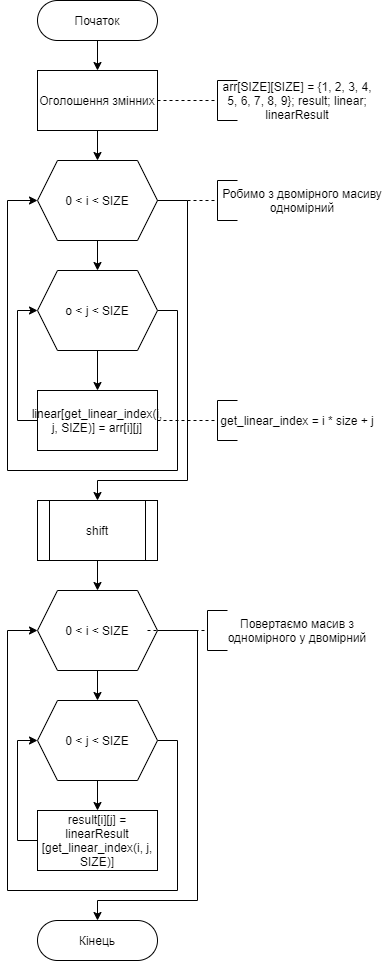 Початок
Оголошення змінних
arr[SIZE][SIZE] = {1, 2, 3, 4,
5, 6, 7, 8, 9}; result; linear;
linearResult
0 < i < SIZE
Робимо з двомірного масиву
одномірний
o < j < SIZE
linear[get_linear_index(i,
j, SIZE)] = arr[i][j]
get_linear_index = i * size + j
shift
0 < i < SIZE
Повертаємо масив з
одномірного у двомірний
0 < j < SIZE
result[i][j] =
linearResult
[get_linear_index(i, j,
SIZE)]
Кінець